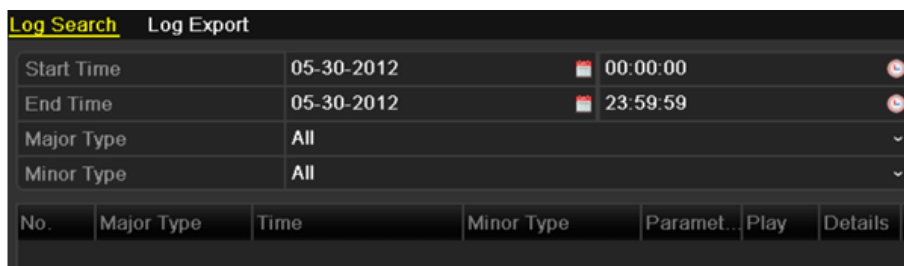 Log Search Log Export
Start Time 05-30-2012 00:00:00
End Time 05-30-2012 23:59:59
Major Type All
Minor Type All
No. Major Type Time Minor Type Paramet... Play Details